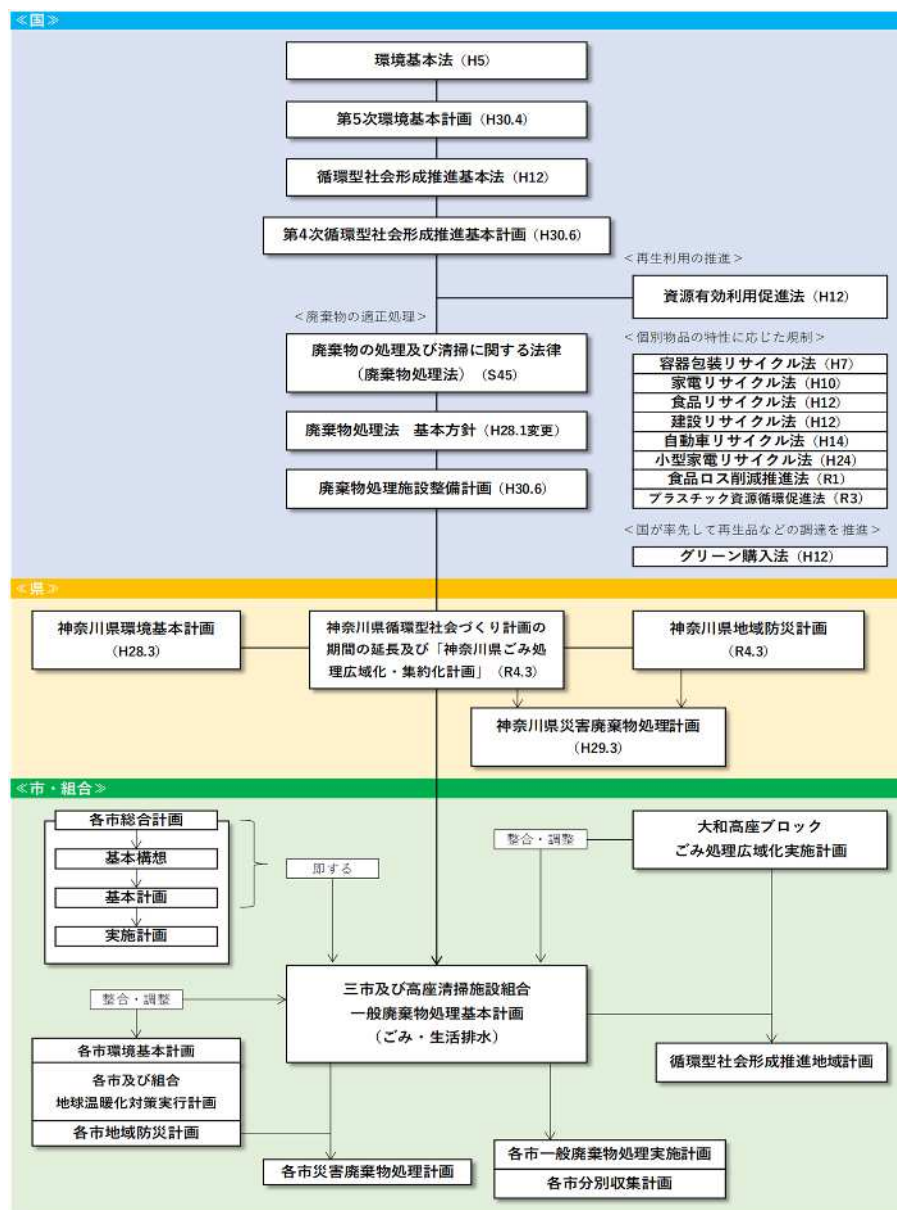 ≪国≫
環境基本法（H5）
第5次環境基本計画（H30.4）
循環型社会形成推進基本法（H12）
第4次循環型社会形成推進基本計画（H30.6）
＜再生利用の推進＞
資源有効利用促進法（H12）
＜廃棄物の適正処理＞
廃棄物の処理及び清掃に関する法律
（廃棄物処理法）（S45）
廃棄物処理法　基本方針（H28.1変更）
廃棄物処理施設整備計画（H30.6）
＜個別物品の特性に応じた規制＞
容器包装リサイクル法（H7）
家電リサイクル法（H10）
食品リサイクル法（H12）
建設リサイクル法（H12）
自動車リサイクル法（H14）
小型家電リサイクル法（H24）
食品ロス削減推進法（R1）
プラスチック資源循環促進法（R3）
＜国が率先して再生品などの調達を推進＞
グリーン購入法（H12）
≪県≫
神奈川県環境基本計画
（H28.3）
神奈川県循環型社会づくり計画の
期間の延長及び「神奈川県ごみ処
理広域化・集約化計画」（R4.3）
神奈川県地域防災計画
（R4.3）
神奈川県災害廃棄物処理計画
（H29.3）
≪市・組合≫
各市総合計画
基本構想
基本計画
実施計画
即する
整合・調整
大和高座ブロック
ごみ処理広域化実施計画
三市及び高座清掃施設組合
一般廃棄物処理基本計画
（ごみ・生活排水）
整合・調整
各市環境基本計画
各市及び組合
地球温暖化対策実行計画
各市地域防災計画
循環型社会形成推進地域計画
各市災害廃棄物処理計画
各市一般廃棄物処理実施計画
各市分別収集計画